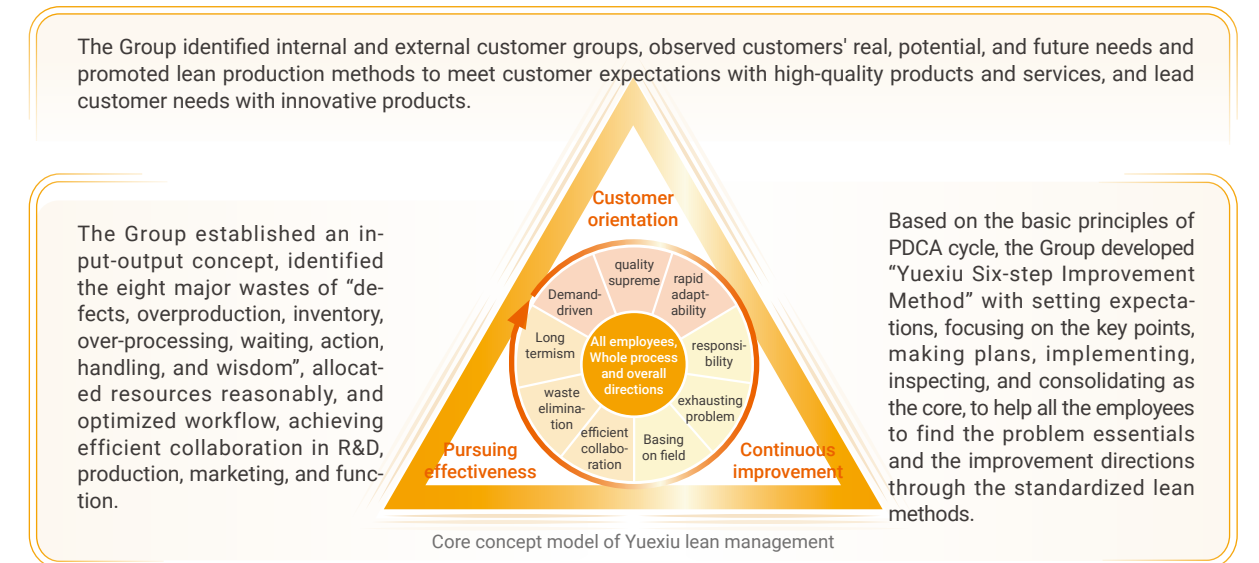 The Group identified internal and external customer groups, observed customers' real, potential, and future needs and
promoted lean production methods to meet customer expectations with high-quality products and services, and lead
customer needs with innovative products.
The Group established an in-
put-output concept, identified
the eight major wastes of “de-
fects, overproduction, inventory,
over-processing, waiting, action,
handling, and wisdom”, allocat-
ed resources reasonably, and
optimized workflow, achieving
efficient collaboration in R&D,
production, marketing, and func-
tion.
Customer
orientation
quality
supreme
rapid
adapt-
ability
Demand-
driven
Long
termism
responsi-
bility
All employees,
Whole process
and overall
directions
waste
elimina-
tion
exhausting
problem
efficient
collabo-
ration
Basing
on field
Pursuing
effectiveness
Continuous
improvement
Based on the basic principles of
PDCA cycle, the Group developed
“Yuexiu Six-step Improvement
Method” with setting expecta-
tions, focusing on the key points,
making plans, implementing,
inspecting, and consolidating as
the core, to help all the employees
to find the problem essentials
and the improvement directions
through the standardized lean
methods.
Core concept model of Yuexiu lean management